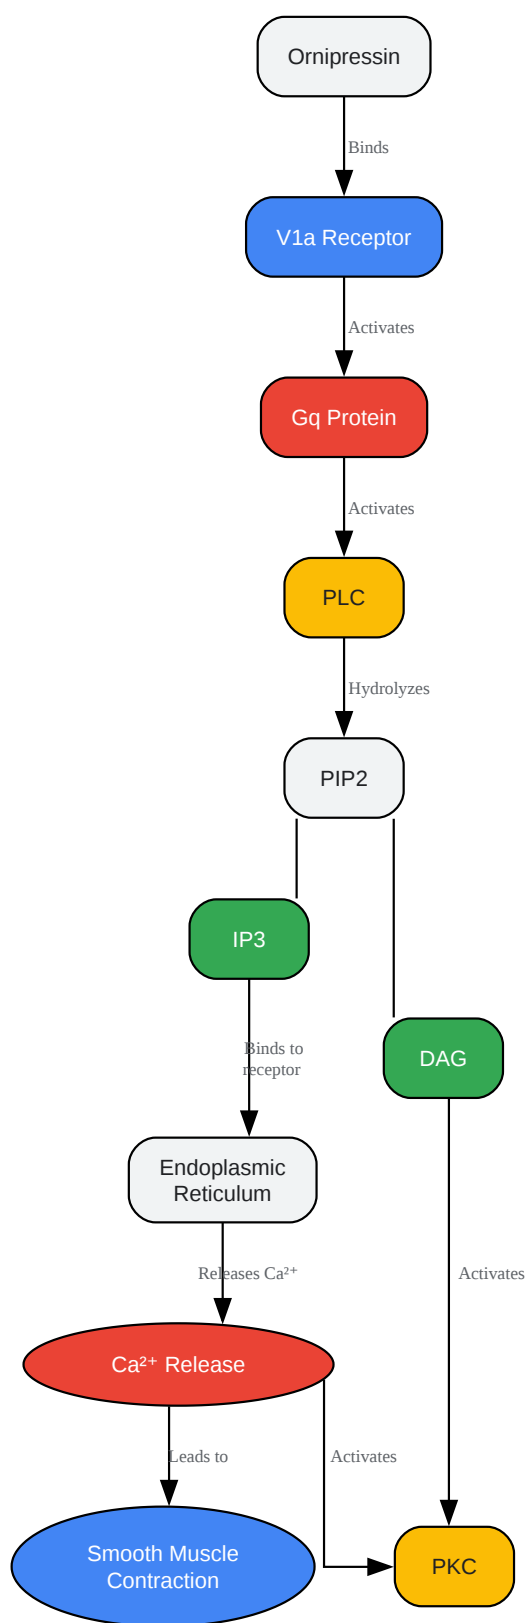 Ornipressin
Binds
V1a Receptor
Activates
Gq Protein
Activates
PLC
Hydrolyzes
PIP2
IP3
Binds to
receptor
DAG
Endoplasmic
Reticulum
Releases Ca²⁺
Activates
Ca²⁺ Release
Leads to
Activates
Smooth Muscle
Contraction
PKC